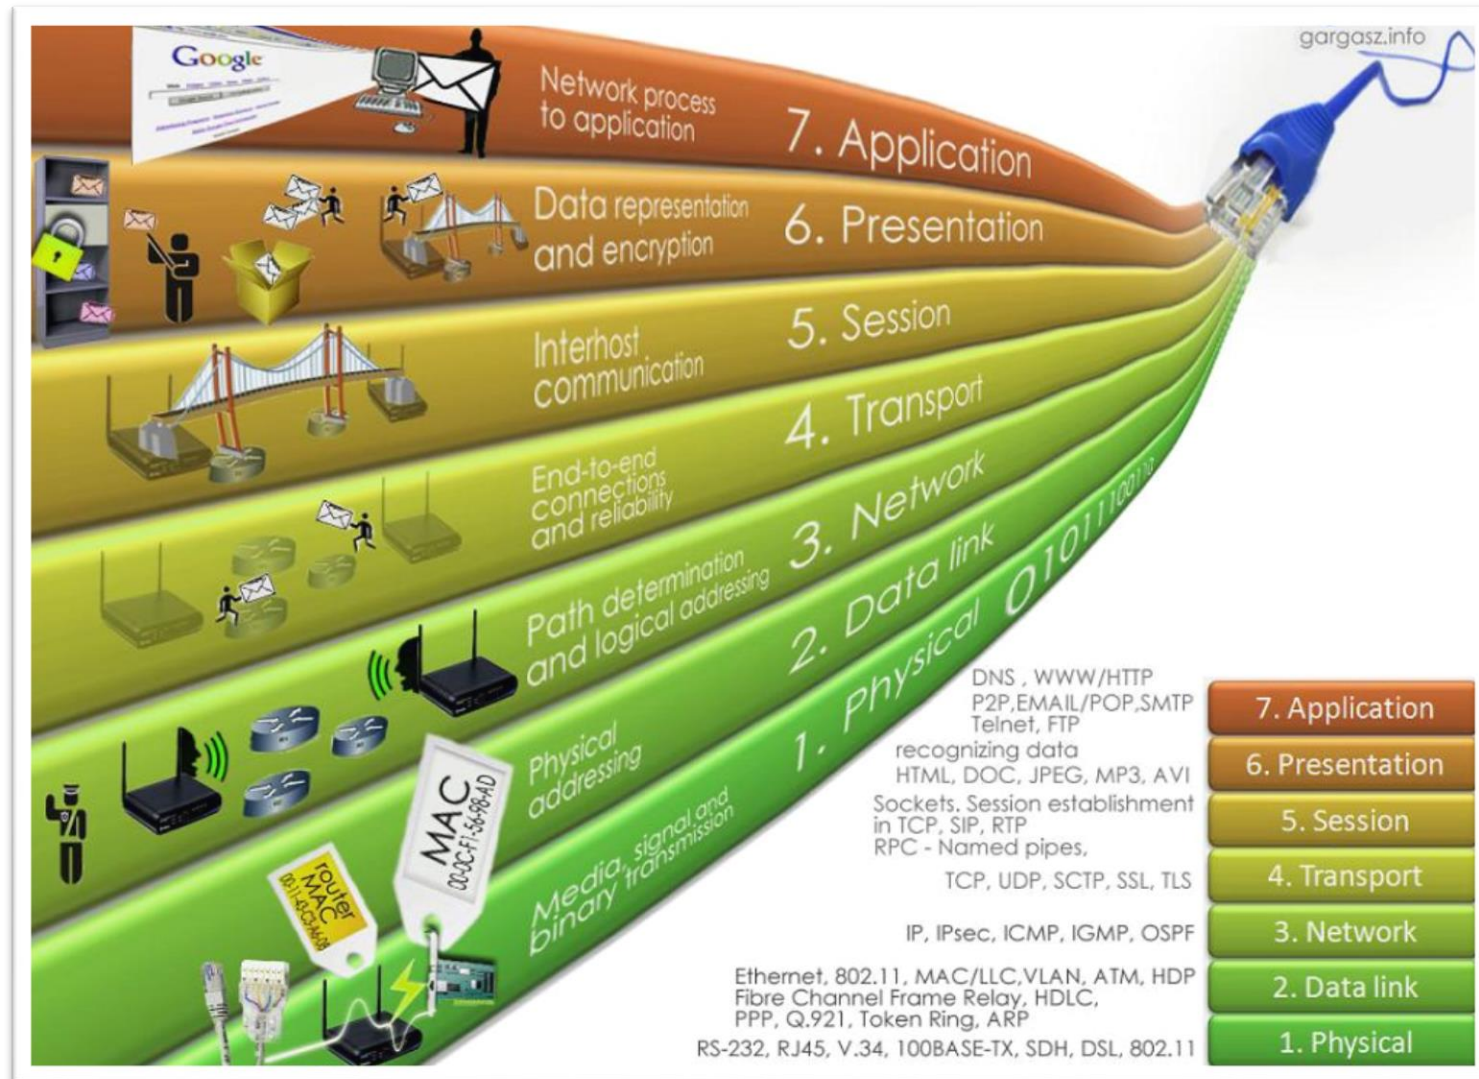 gargasz.info
Google
Network process
to application
7. Application
Data representation
and encryption
6. Presentation
Interhost
communication
5. Session
End-to-end
connections
and reliability
4. Transport
Path determination
and logical addressing
3. Network
Physical
addressing
2. Data link
Media, signal and
binary transmission
1. Physical
MAC
router
MAC
DNS , WWW/HTTP
P2P,EMAIL/POP,SMTP
Telnet, FTP
7. Application
recognizing data
HTML, DOC, JPEG, MP3, AVI
6. Presentation
Sockets. Session establishment
in TCP, SIP, RTP
RPC - Named pipes,
5. Session
TCP, UDP, SCTP, SSL, TLS
4. Transport
IP, IPsec, ICMP, IGMP, OSPF
3. Network
Ethernet, 802.11, MAC/LLC,VLAN, ATM, HDP
Fibre Channel Frame Relay, HDLC,
PPP, Q.921, Token Ring, ARP
2. Data link
RS-232, RJ45, V.34, 100BASE-TX, SDH, DSL, 802.11
1. Physical